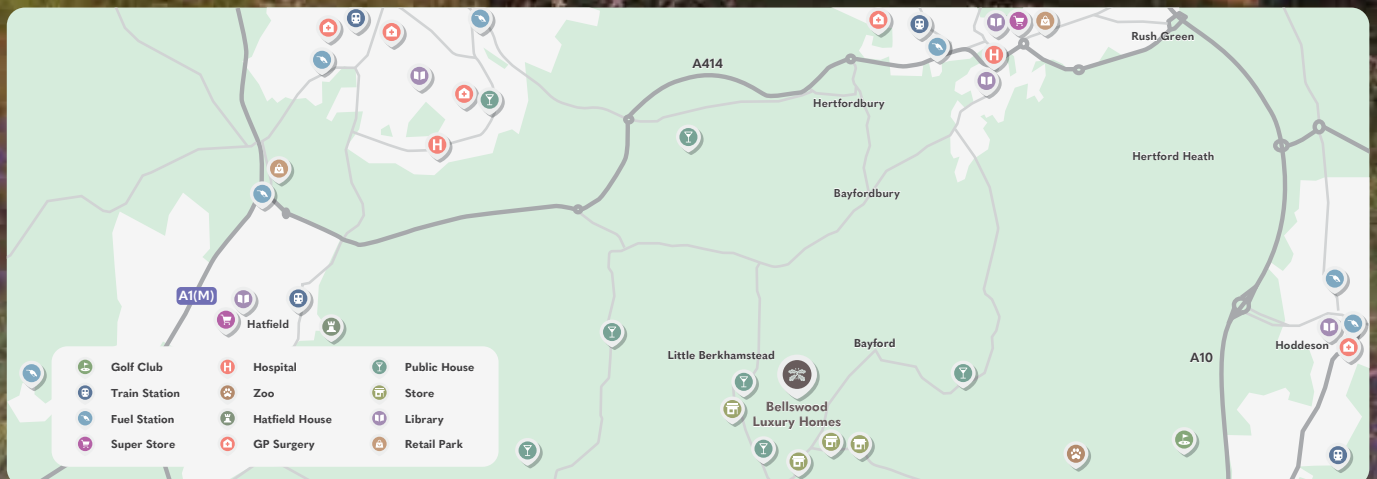 Rush Green
A414
Hertfordbury
Hertford Heath
Bayfordbury
A1(M)
Hatfield
Bayford
Hoddeson
Little Berkhamstead
A10
Bellswood
Luxury Homes
Golf Club
Hospital
Public House
Train Station
Zoo
Store
Fuel Station
Hatfield House
Library
Super Store
GP Surgery
Retail Park